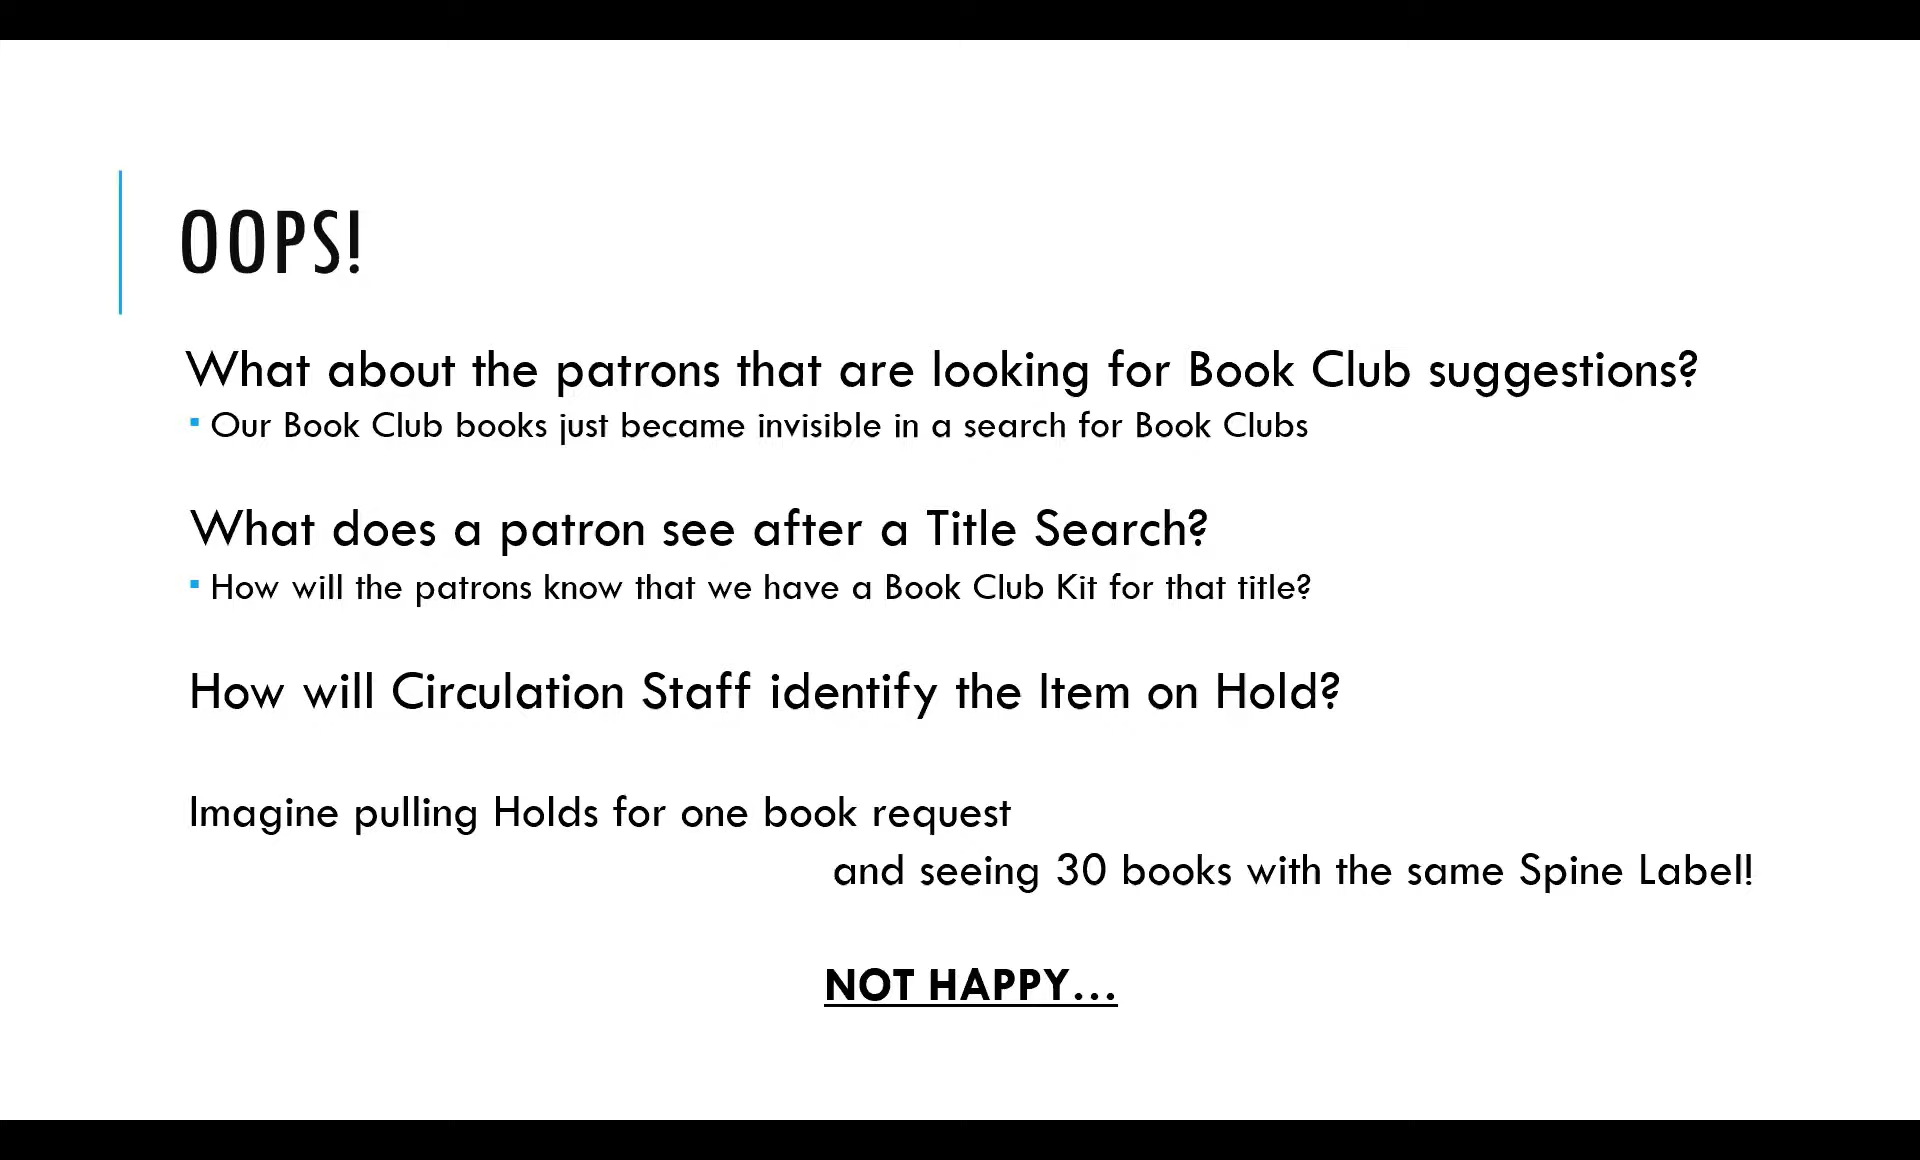 OOPS!
What about the patrons that are looking for Book Club suggestions?
▪ Our Book Club books just became invisible in a search for Book Clubs
What does a patron see after a Title Search?
▪ How will the patrons know that we have a Book Club Kit for that title?
How will Circulation Staff identify the Item on Hold?
Imagine pulling Holds for one book request
and seeing 30 books with the same Spine Label!
NOT HAPPY...